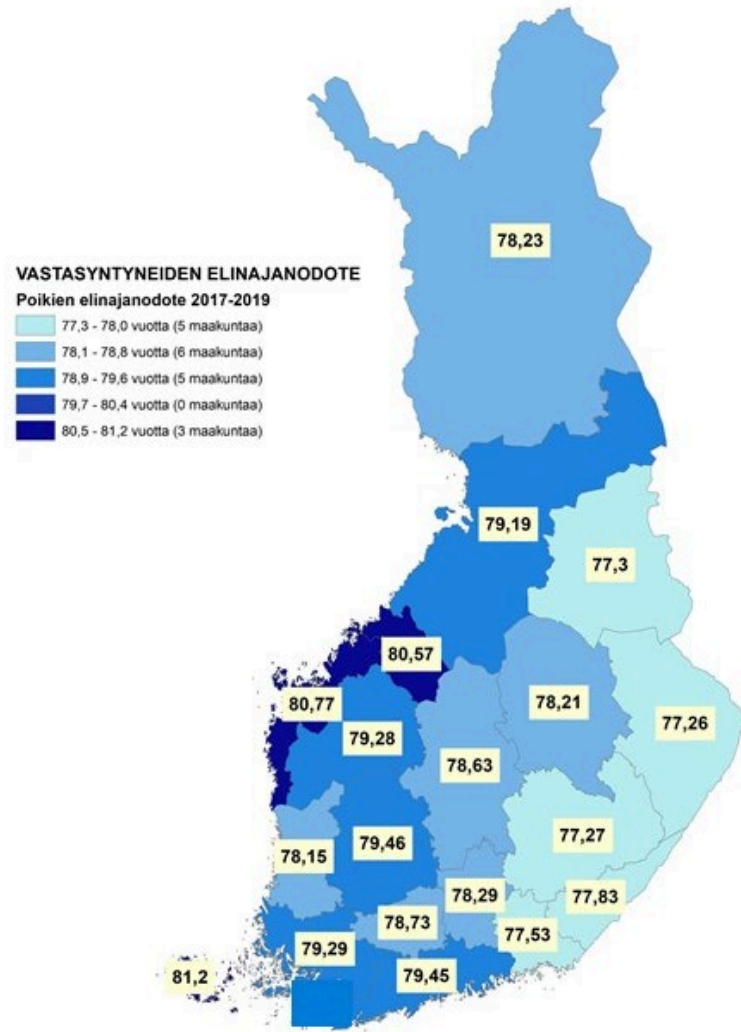 78,23
VASTASYNTYNEIDEN ELINAJANODOTE
Poikien elinajanodote 2017-2019
77,3 - 78,0 vuotta (5 maakuntaa)
78,1 - 78,8 vuotta (6 maakuntaa)
78,9 - 79,6 vuotta (5 maakuntaa)
79,7 - 80,4 vuotta (0 maakuntaa)
80,5 - 81,2 vuotta (3 maakuntaa)
79,19
77,3
80,57
80,77
78,21
79,28
77,26
78,63
79,46
77,27
78,15
78,29
77,83
78,73
77,53
79,29
79,45
81,2